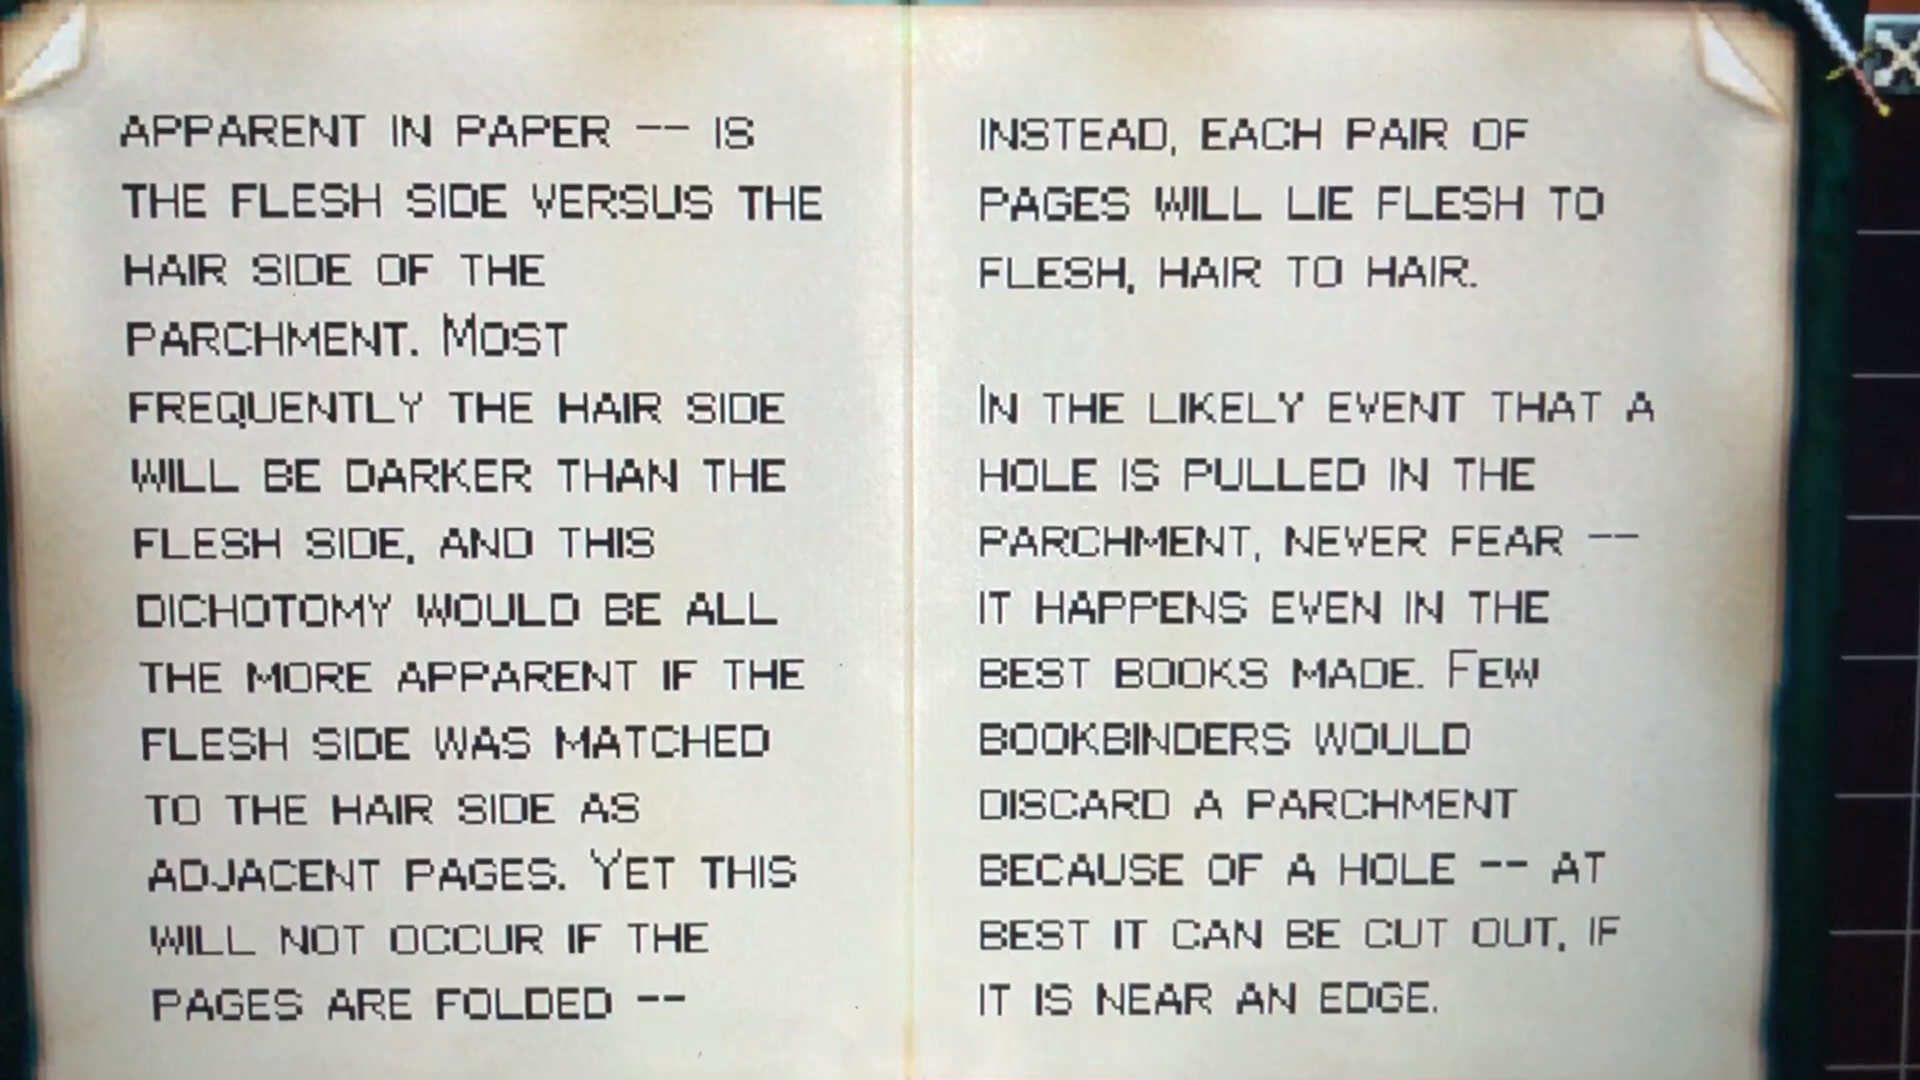 APPARENT IN PAPER -- IS
THE FLESH SIDE VERSUS THE
HAIR SIDE OF THE
PARCHMENT. MOST
FREQUENTLY THE HAIR SIDE
WILL BE DARKER THAN THE
FLESH SIDE, AND THIS
DICHOTOMY WOULD BE ALL
THE MORE APPARENT IF THE
FLESH SIDE WAS MATCHED
TO THE HAIR SIDE AS
ADJACENT PAGES. YET THIS
WILL NOT OCCUR IF THE
PAGES ARE FOLDED --
INSTEAD, EACH PAIR OF
PAGES WILL LIE FLESH TO
FLESH, HAIR TO HAIR.
IN THE LIKELY EVENT THAT A
HOLE IS PULLED IN THE
PARCHMENT, NEVER FEAR --
IT HAPPENS EVEN IN THE
BEST BOOKS MADE. FEW
BOOKBINDERS WOULD
DISCARD A PARCHMENT
BECAUSE OF A HOLE -- AT
BEST IT CAN BE CUT OUT, IF
IT IS NEAR AN EDGE.